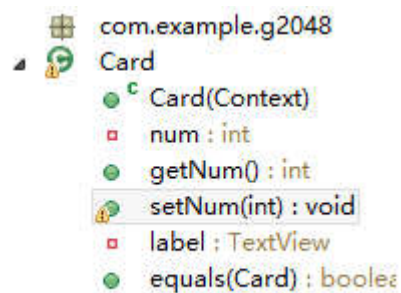 com.example.g2048
Card
C Card(Context)
num : int
getNum() : int
setNum(int) : void
label : TextView
equals(Card) : boolea